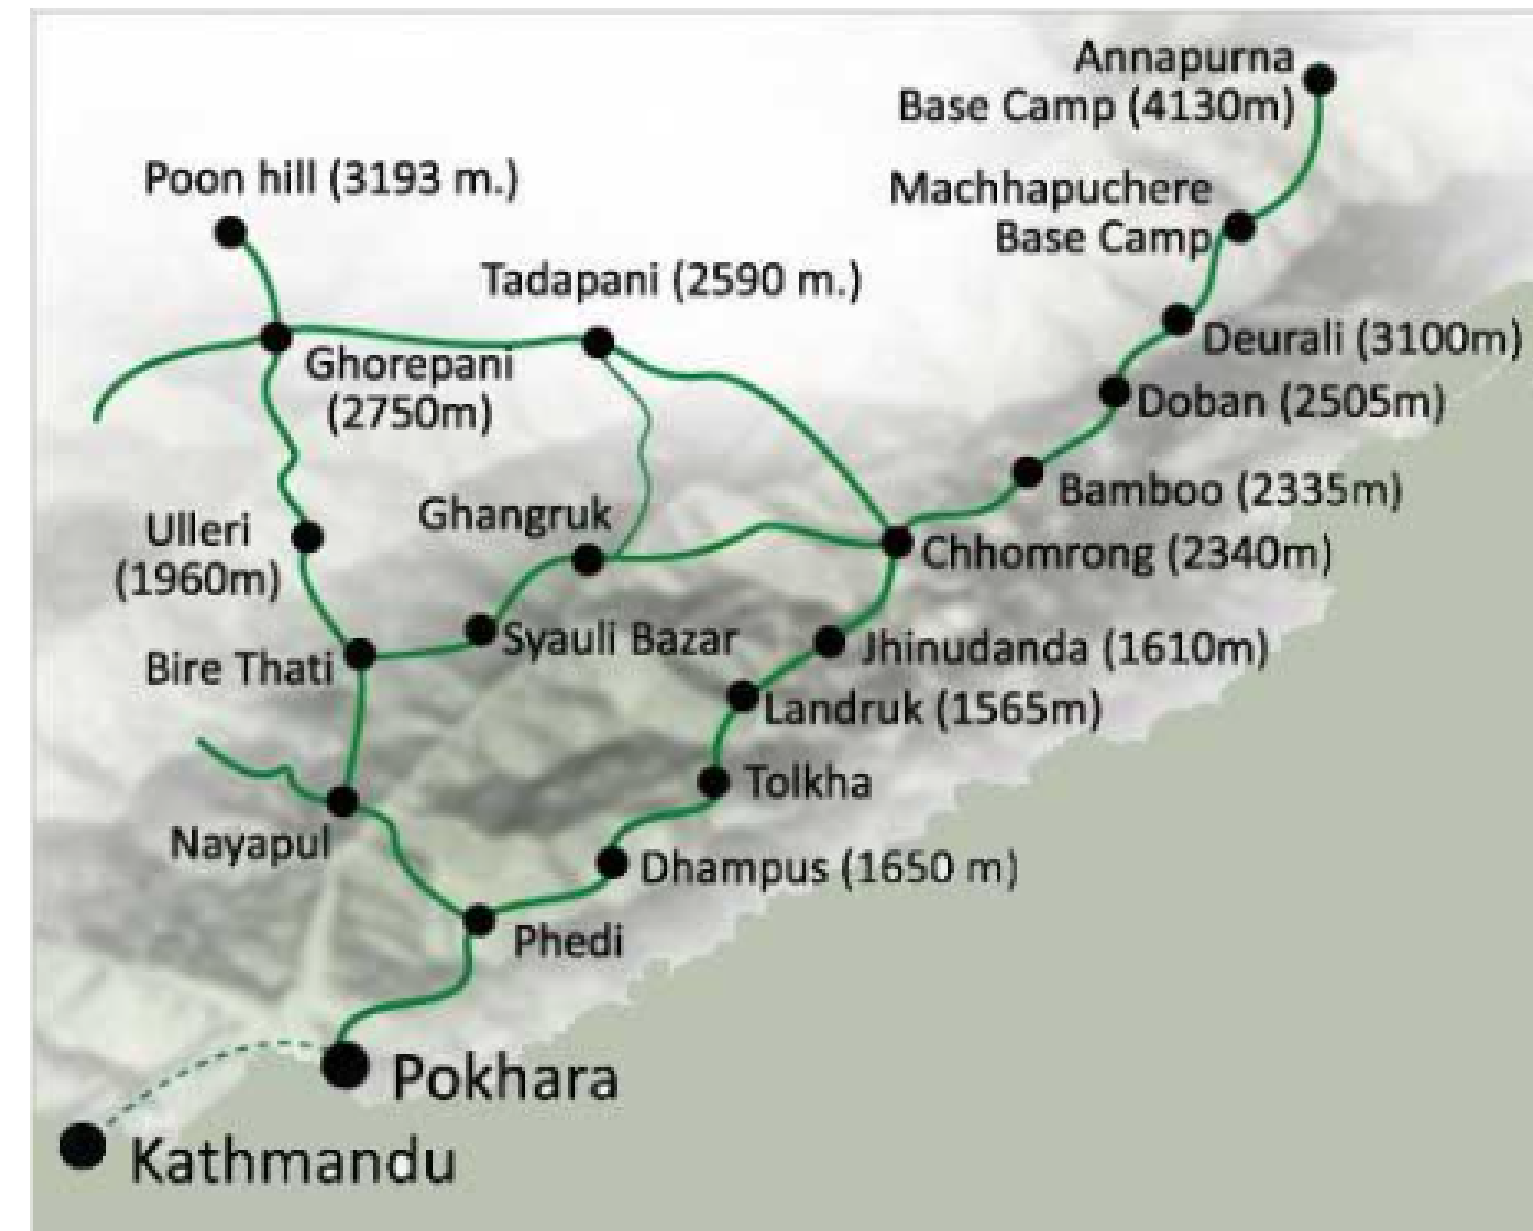 Annapurna
Base Camp (4130m)
Poon hill (3193 m.)
Machhapuchere
Base Camp
Tadapani (2590 m.)
Deurali (3100m)
Ghorepani
(2750m)
Doban (2505m)
Bamboo (2335m)
Ghangruk
Ulleri
(1960m)
Chhomrong (2340m)
Syauli Bazar
Jhinudanda (1610m)
Bire Thati
Landruk (1565m)
Tolkha
Nayapul
Dhampus (1650 m)
Phedi
Pokhara
Kathmandu